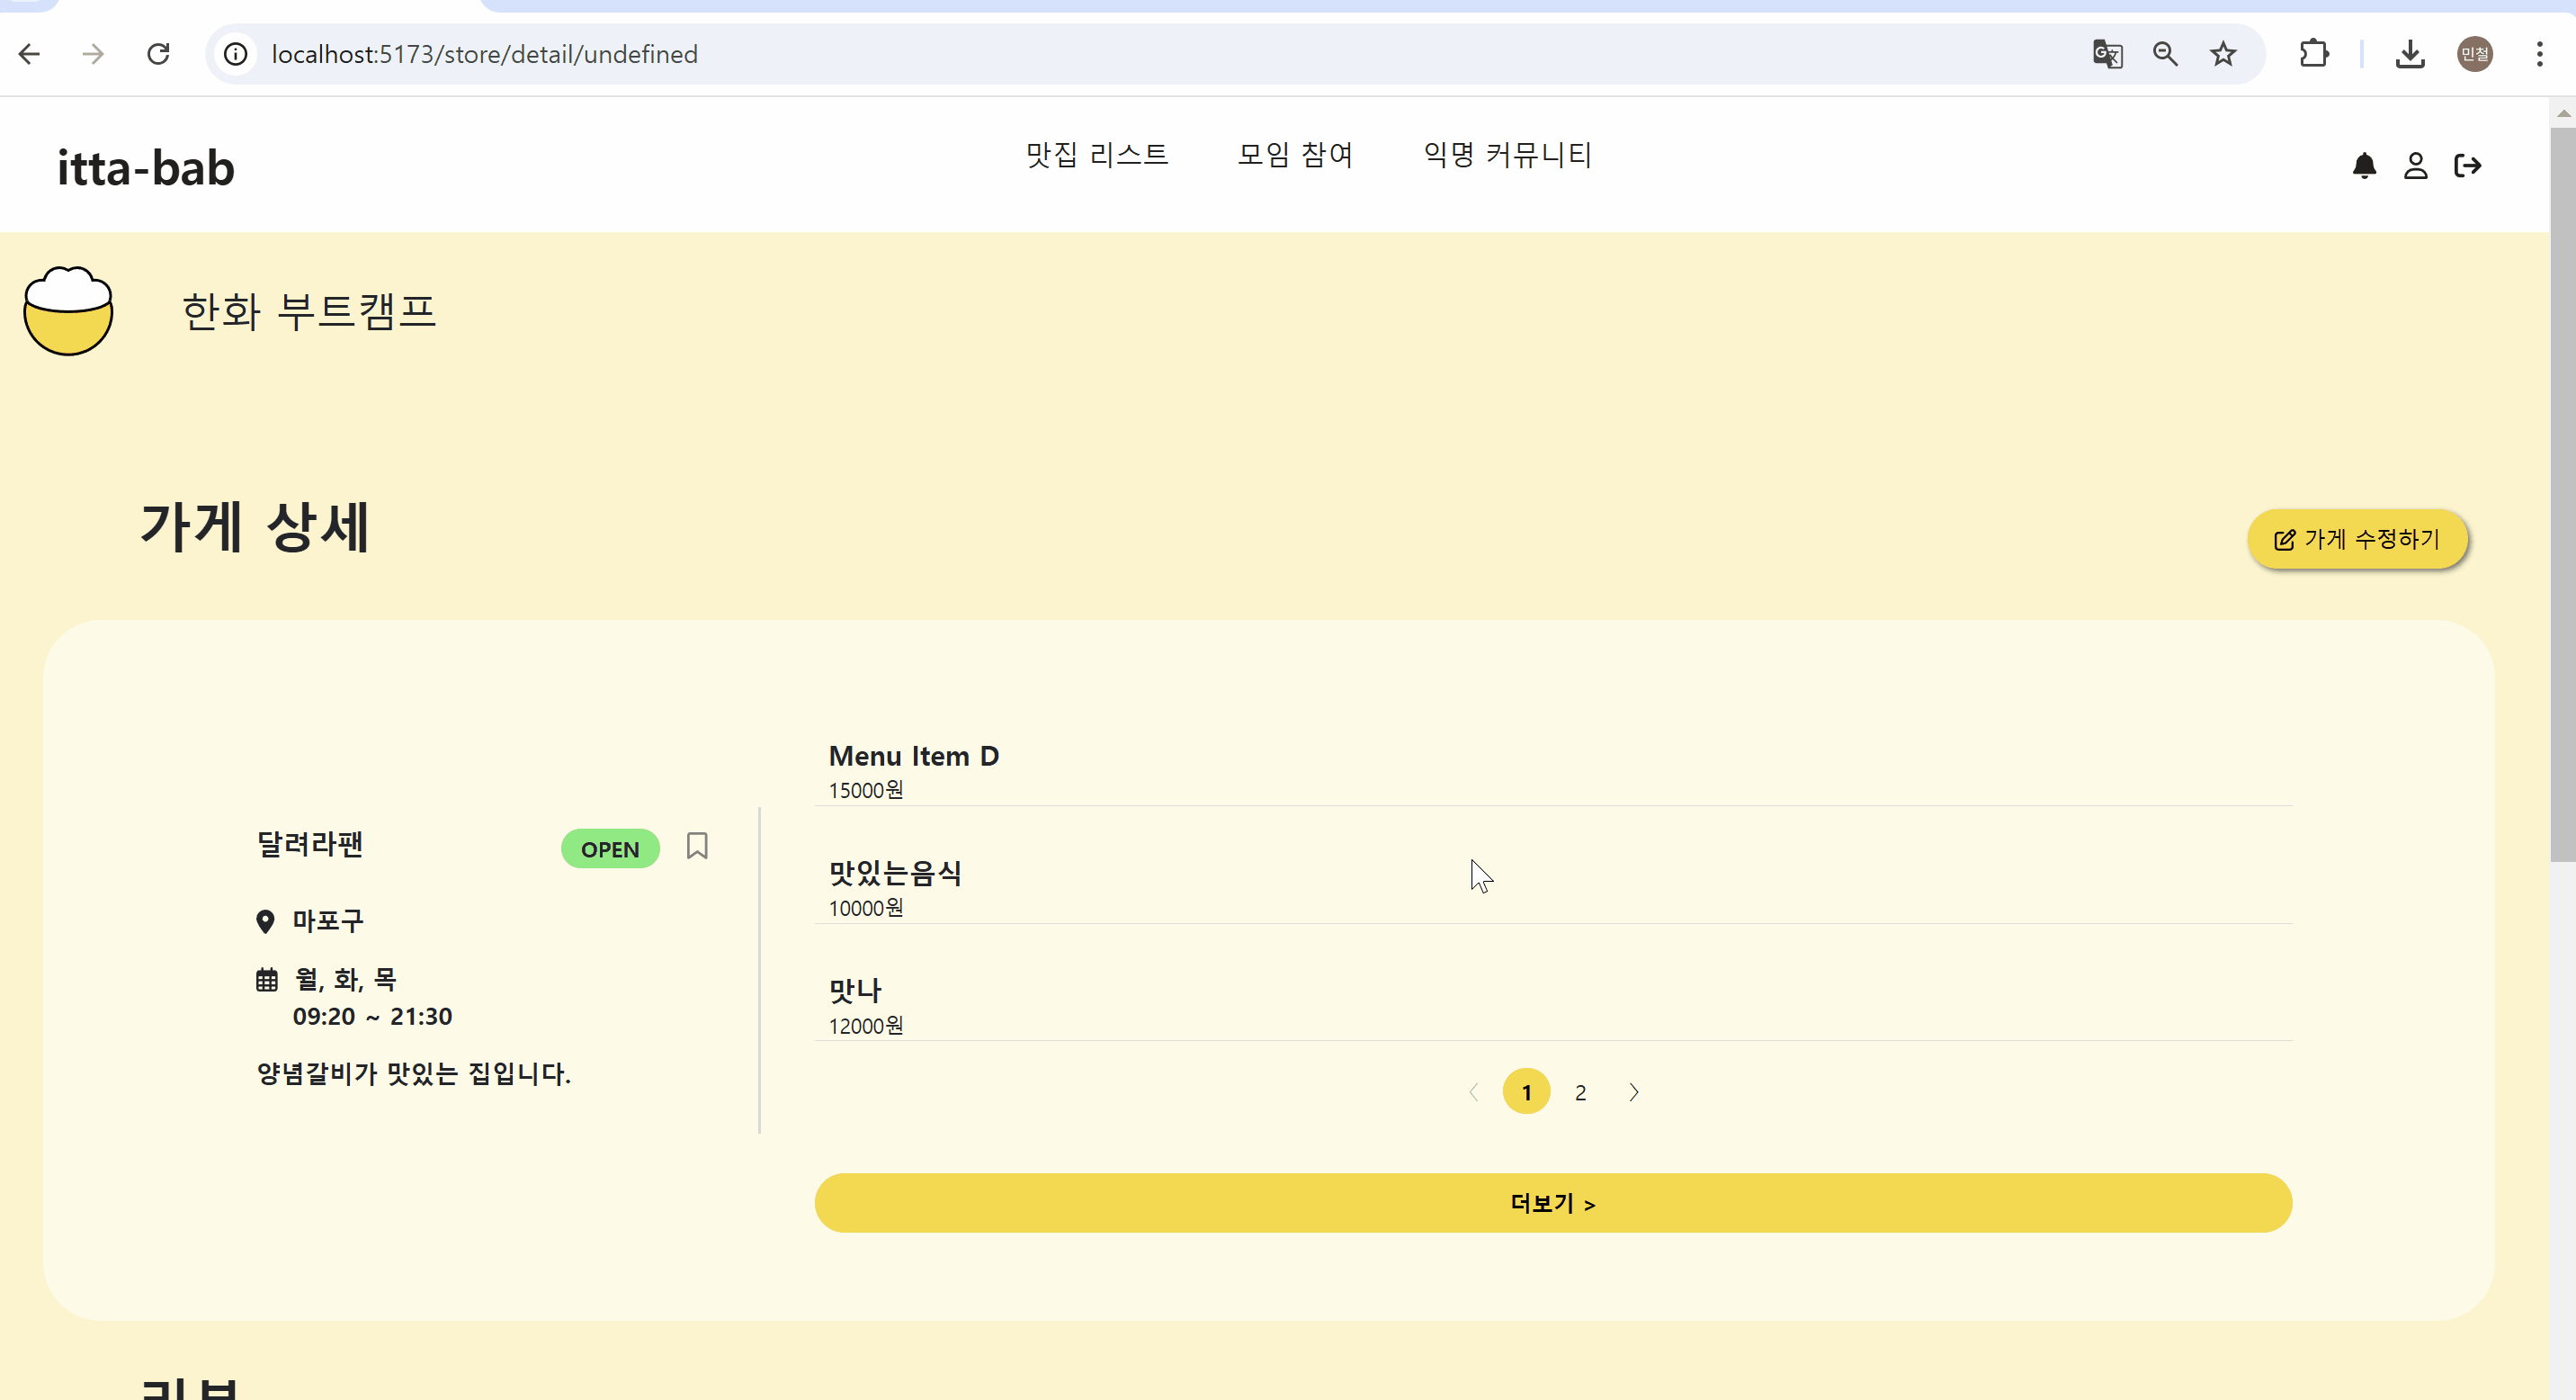 localhost:5173/store/detail/undefined
민철
itta-bab
맛집 리스트
모임 참여
익명 커뮤니티
한화 부트캠프
가게 상세
가게 수정하기
달려라팬
OPEN
마포구
월, 화, 목
09:20 ~ 21:30
양념갈비가 맛있는 집입니다.
Menu Item D
15000원
맛있는음식
10000원
맛나
12000원
1 2
더보기 >
리뷰